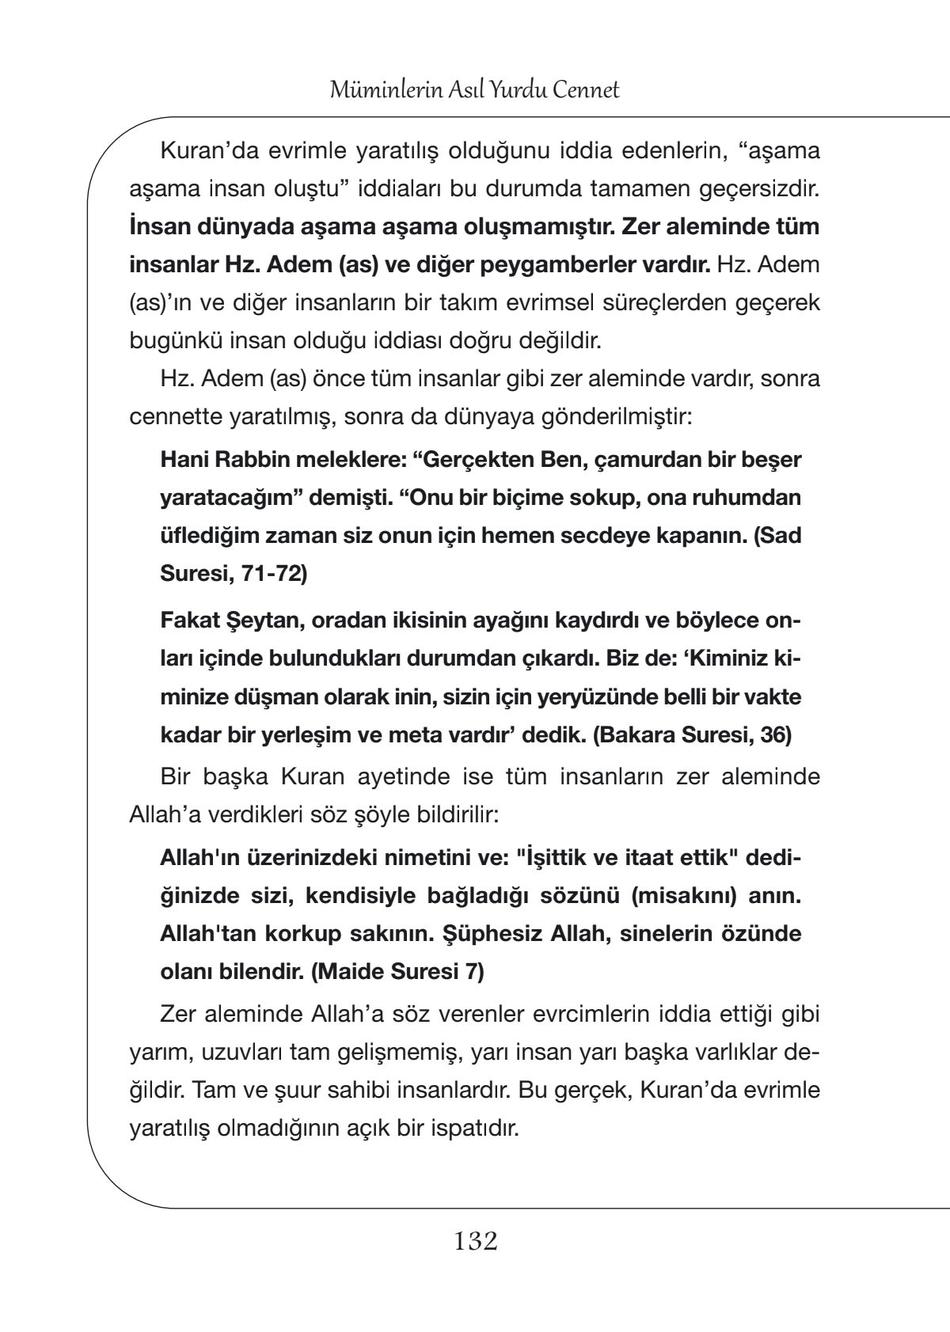 Müminlerin Asıl Yurdu Cennet
Kuran’da evrimle yaratılış olduğunu iddia edenlerin, “aşama
aşama insan oluştu” iddiaları bu durumda tamamen geçersizdir.
İnsan dünyada aşama aşama oluşmamıştır. Zer aleminde tüm
insanlar Hz. Adem (as) ve diğer peygamberler vardır. Hz. Adem
(as)’ın ve diğer insanların bir takım evrimsel süreçlerden geçerek
bugünkü insan olduğu iddiası doğru değildir.
Hz. Adem (as) önce tüm insanlar gibi zer aleminde vardır, sonra
cennette yaratılmış, sonra da dünyaya gönderilmiştir:
Hani Rabbin meleklere: “Gerçekten Ben, çamurdan bir beşer
yaratacağım” demişti. “Onu bir biçime sokup, ona ruhumdan
üflediğim zaman siz onun için hemen secdeye kapanın. (Sad
Suresi, 71-72)
Fakat Şeytan, oradan ikisinin ayağını kaydırdı ve böylece on-
ları içinde bulundukları durumdan çıkardı. Biz de: ‘Kiminiz ki-
minize düşman olarak inin, sizin için yeryüzünde belli bir vakte
kadar bir yerleşim ve meta vardır’ dedik. (Bakara Suresi, 36)
Bir başka Kuran ayetinde ise tüm insanların zer aleminde
Allah’a verdikleri söz şöyle bildirilir:
Allah'ın üzerinizdeki nimetini ve: "İşittik ve itaat ettik" dedi-
ğinizde sizi, kendisiyle bağladığı sözünü (misakını) anın.
Allah'tan korkup sakının. Şüphesiz Allah, sinelerin özünde
olanı bilendir. (Maide Suresi 7)
Zer aleminde Allah’a söz verenler evrcimlerin iddia ettiği gibi
yarım, uzuvları tam gelişmemiş, yarı insan yarı başka varlıklar de-
ğildir. Tam ve şuur sahibi insanlardır. Bu gerçek, Kuran’da evrimle
yaratılış olmadığının açık bir ispatıdır.
132